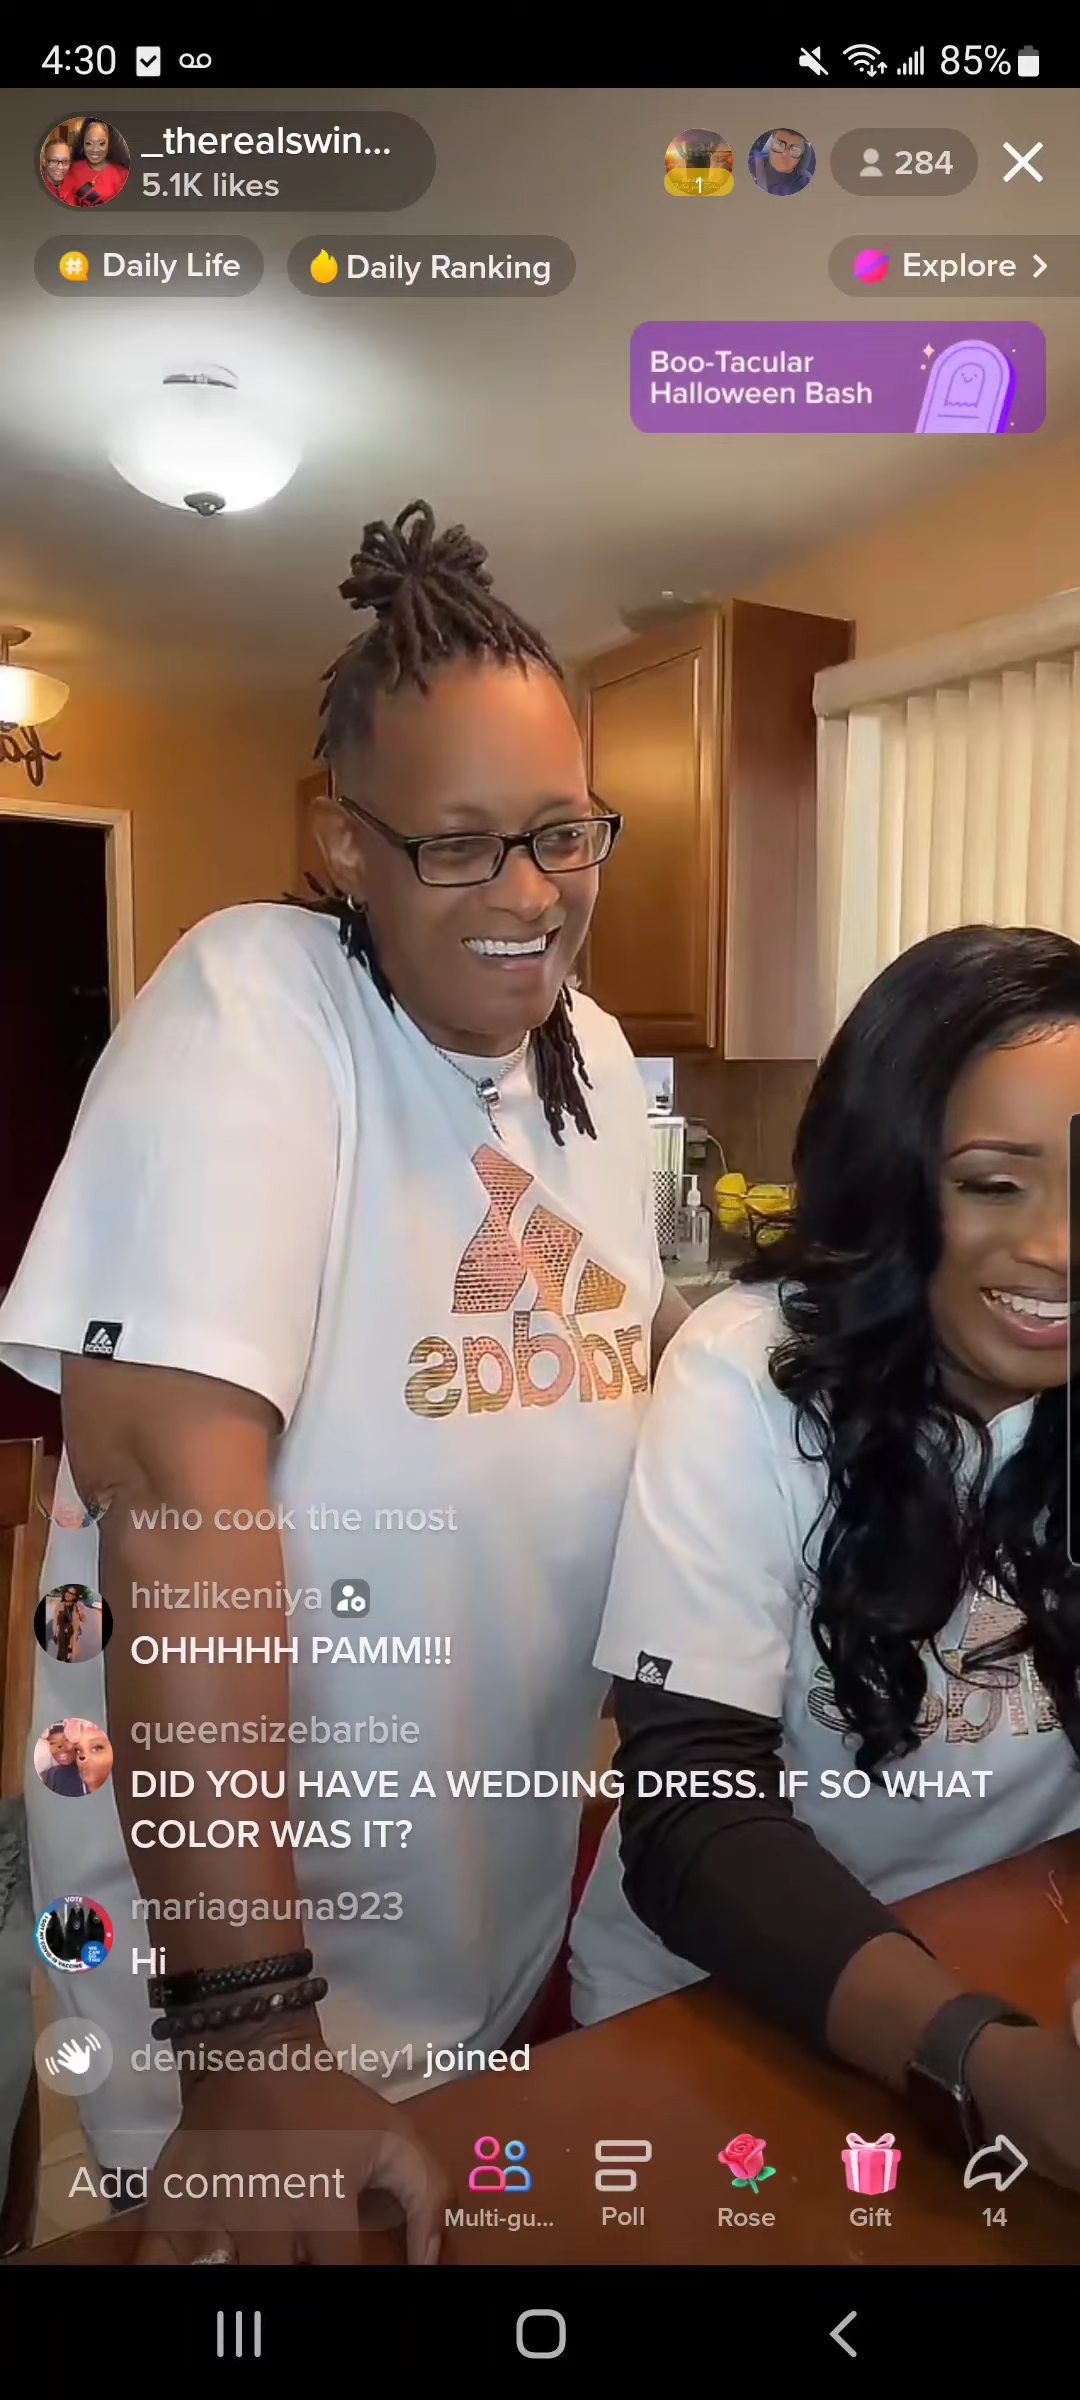 4:30
85%
_therealswin...
5.1K likes
1
284
Daily Life
Daily Ranking
Explore >
Boo-Tacular
Halloween Bash
adidas
who cook the most
hitzlikeniya
OHHHHH PAMM!!!
queensizebarbie
DID YOU HAVE A WEDDING DRESS. IF SO WHAT
COLOR WAS IT?
mariagauna923
Hi
deniseadderley1 joined
Add comment
Multi-gu...
Poll
Rose
Gift
14